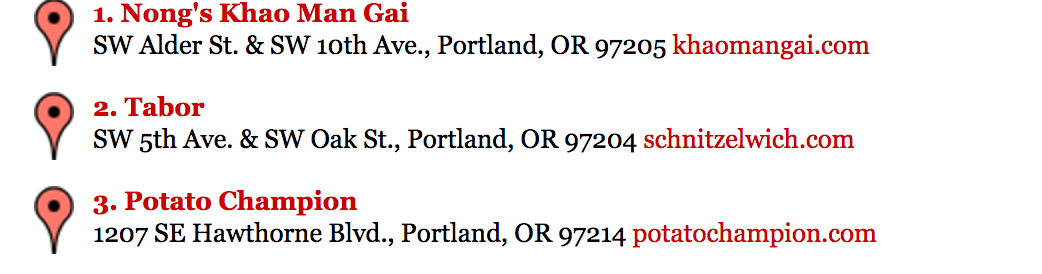 1. Nong's Khao Man Gai
SW Alder St. & SW 10th Ave., Portland, OR 97205 khaomangai.com
2. Tabor
SW 5th Ave. & SW Oak St., Portland, OR 97204 schnitzelwich.com
3. Potato Champion
1207 SE Hawthorne Blvd., Portland, OR 97214 potatochampion.com